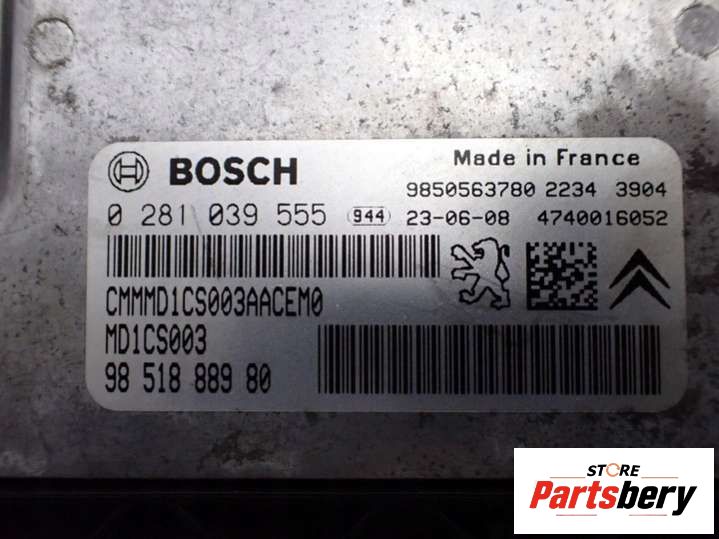 BOSCH
Made in France
9850563780 2234 3904
0 281 039 555 944 23-06-08 4740016052
CMMMD1CS003AACEM0
MD1CS003
98 518 889 80
STORE
Partsbery